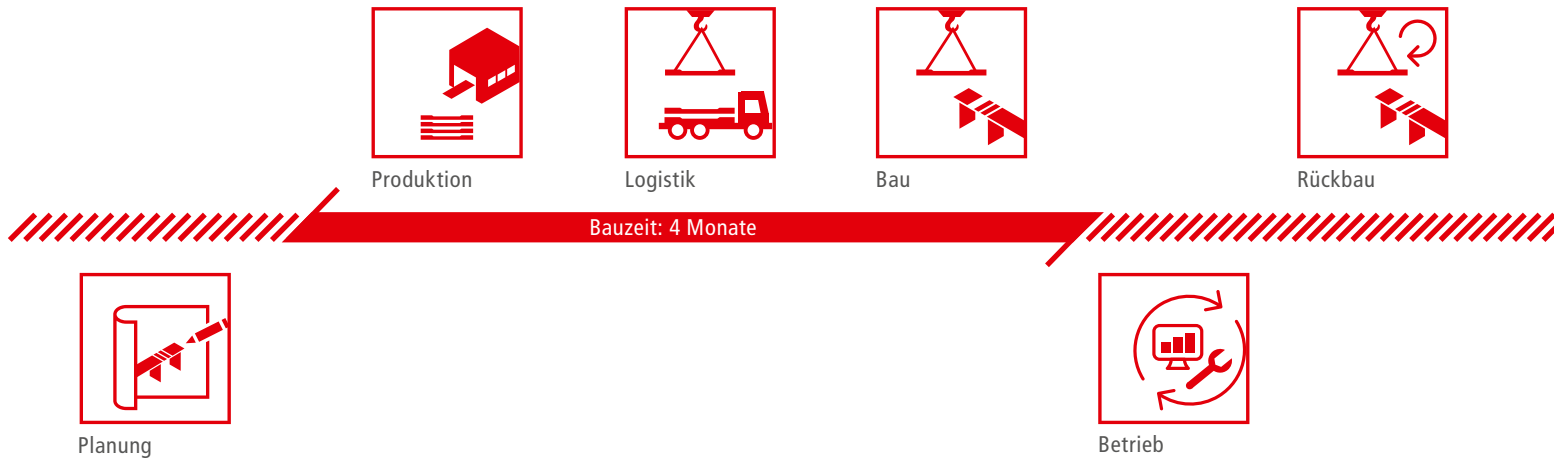 Produktion
Logistik
Bau
Rückbau
Bauzeit: 4 Monate
Planung
Betrieb